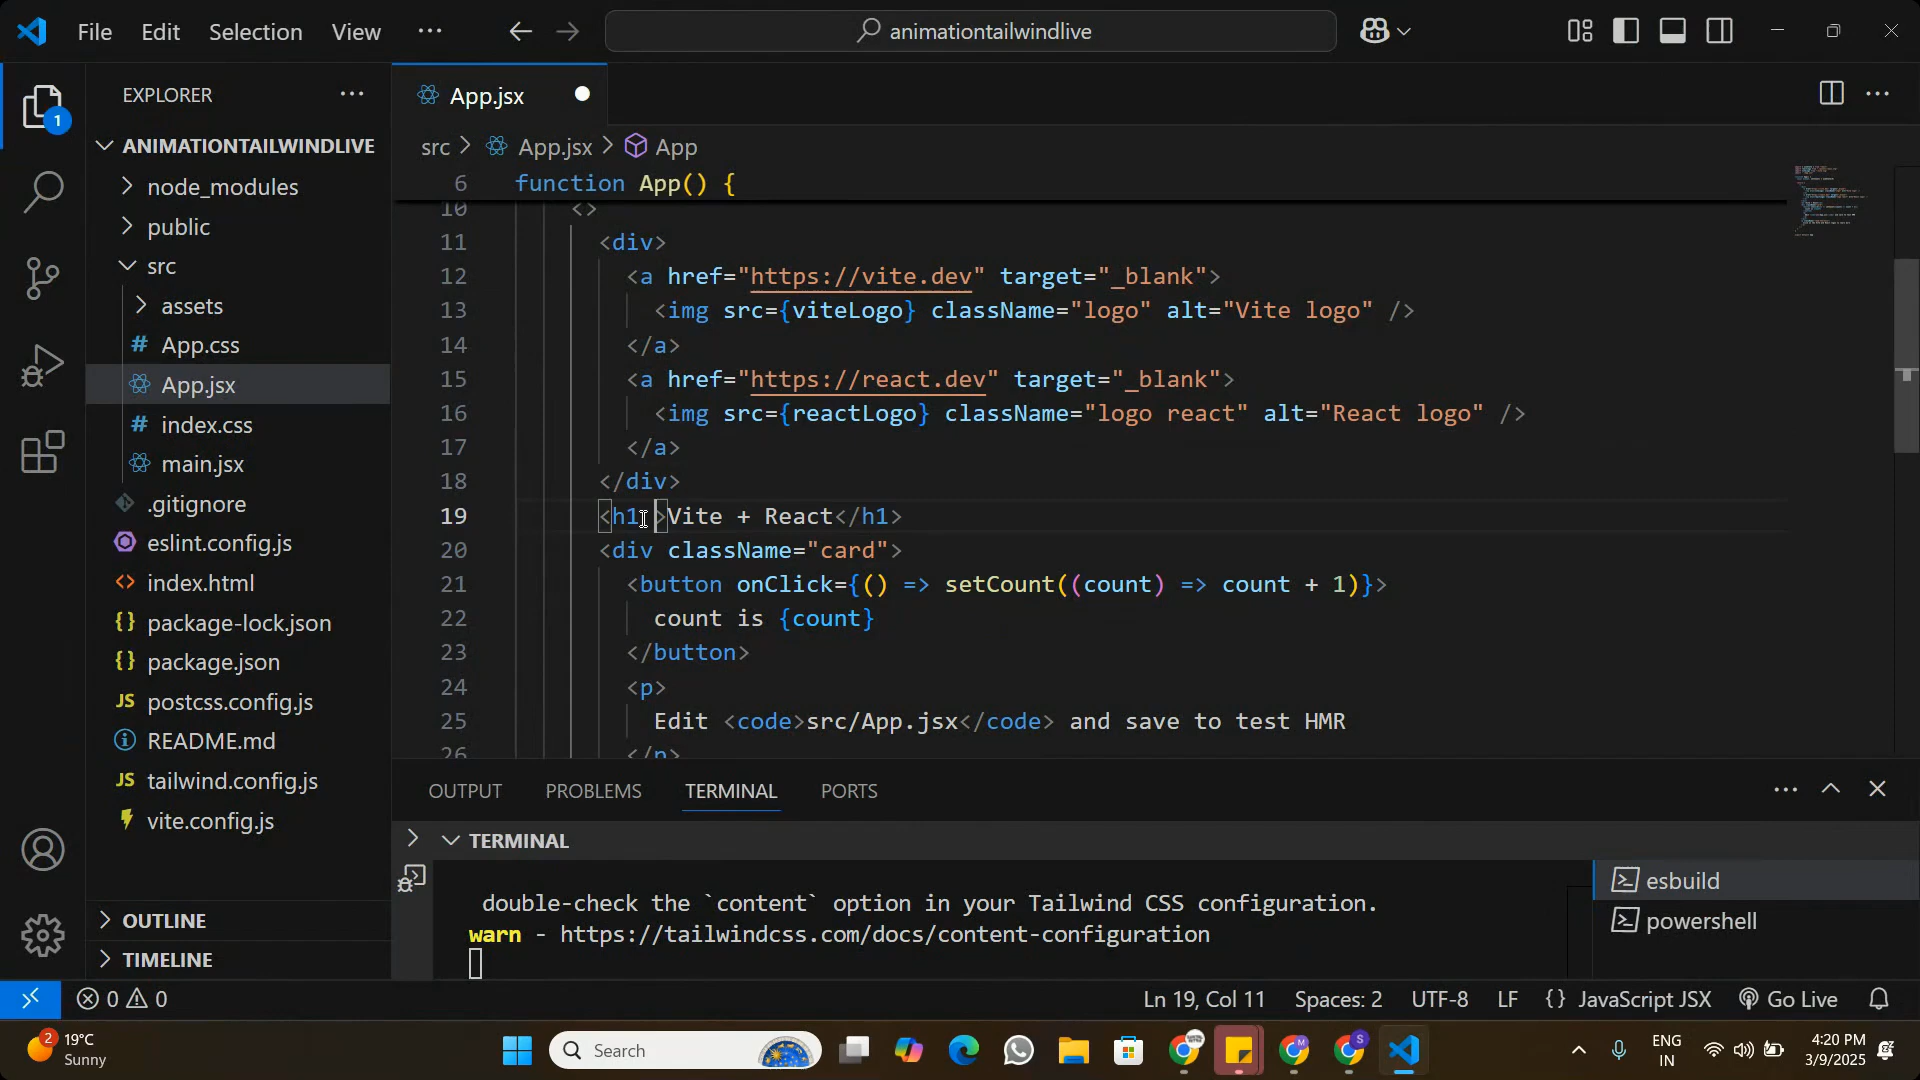 File Edit Selection View
animationtailwindlive
EXPLORER
ANIMATIONTAILWINDLIVE
node_modules
public
src
assets
# App.css
App.jsx
# index.css
main.jsx
.gitignore
eslint.config.js
<> index.html
{} package-lock.json
{} package.json
JS postcss.config.js
README.md
JS tailwind.config.js
vite.config.js
OUTLINE
TIMELINE
1
App.jsx
src > App.jsx > App
6 function App() {
10 <>
11 <div>
12 <a href="https://vite.dev" target="_blank">
13 <img src={viteLogo} className="logo" alt="Vite logo" />
14 </a>
15 <a href="https://react.dev" target="_blank">
16 <img src={reactLogo} className="logo react" alt="React logo" />
17 </a>
18 </div>
19 <h1 >Vite + React</h1>
20 <div className="card">
21 <button onClick={() => setCount((count) => count + 1)}>
22 count is {count}
23 </button>
24 <p>
25 Edit <code>src/App.jsx</code> and save to test HMR
26 </p>
OUTPUT PROBLEMS TERMINAL PORTS
TERMINAL
double-check the `content` option in your Tailwind CSS configuration.
warn - https://tailwindcss.com/docs/content-configuration
esbuild
powershell
0 0
Ln 19, Col 11 Spaces: 2 UTF-8 LF {} JavaScript JSX Go Live
2
19°C
Sunny
Search
M
S
ENG
IN
4:20 PM
3/9/2025